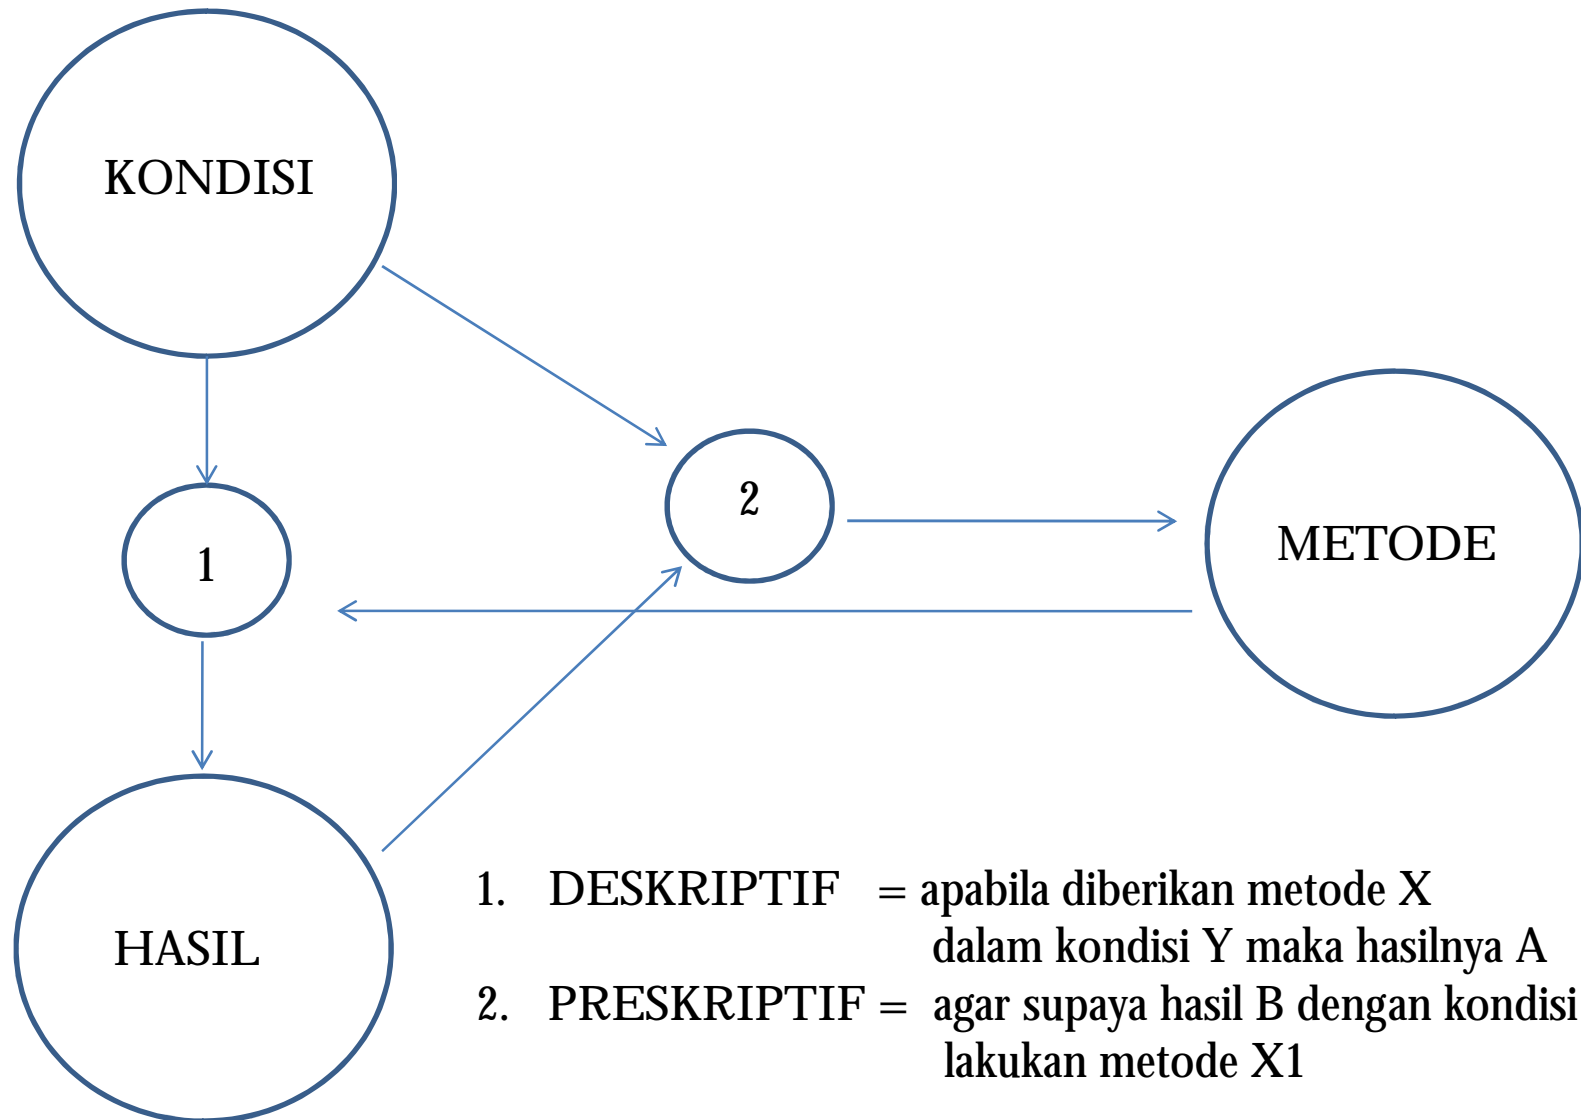 KONDISI
2
METODE
1
HASIL
1. DESKRIPTIF = apabila diberikan metode X
dalam kondisi Y maka hasilnya A
2. PRESKRIPTIF = agar supaya hasil B dengan kondisi
lakukan metode X1